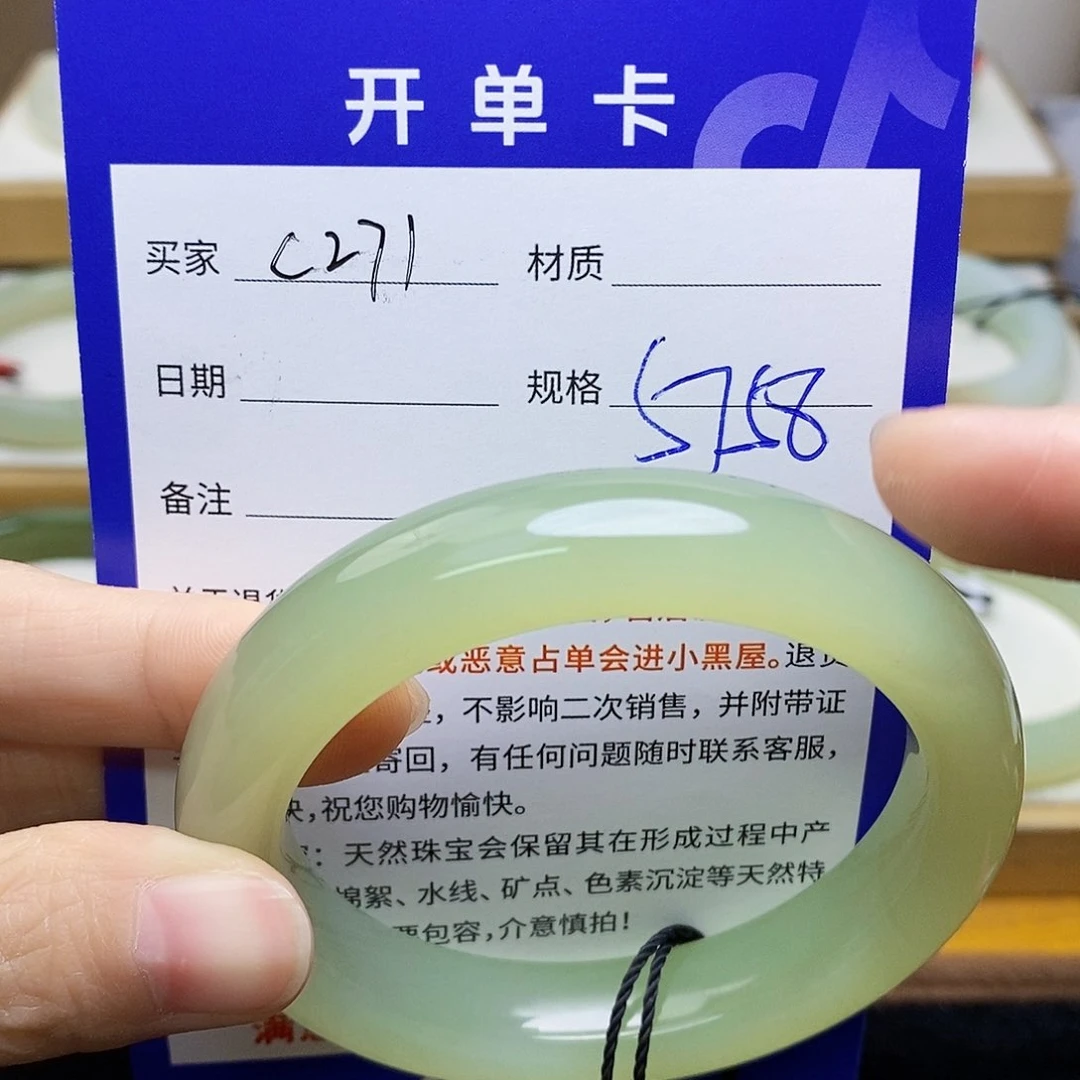 开单卡
买家 C271 材质
日期 规格 5758
备注
或恶意占单会进小黑屋。退货
，不影响二次销售，并附带证
寄回，有任何问题随时联系客服，
快，祝您购物愉快。
：天然珠宝会保留其在形成过程中产
棉絮、水线、矿点、色素沉淀等天然特
要包容，介意慎拍！
满